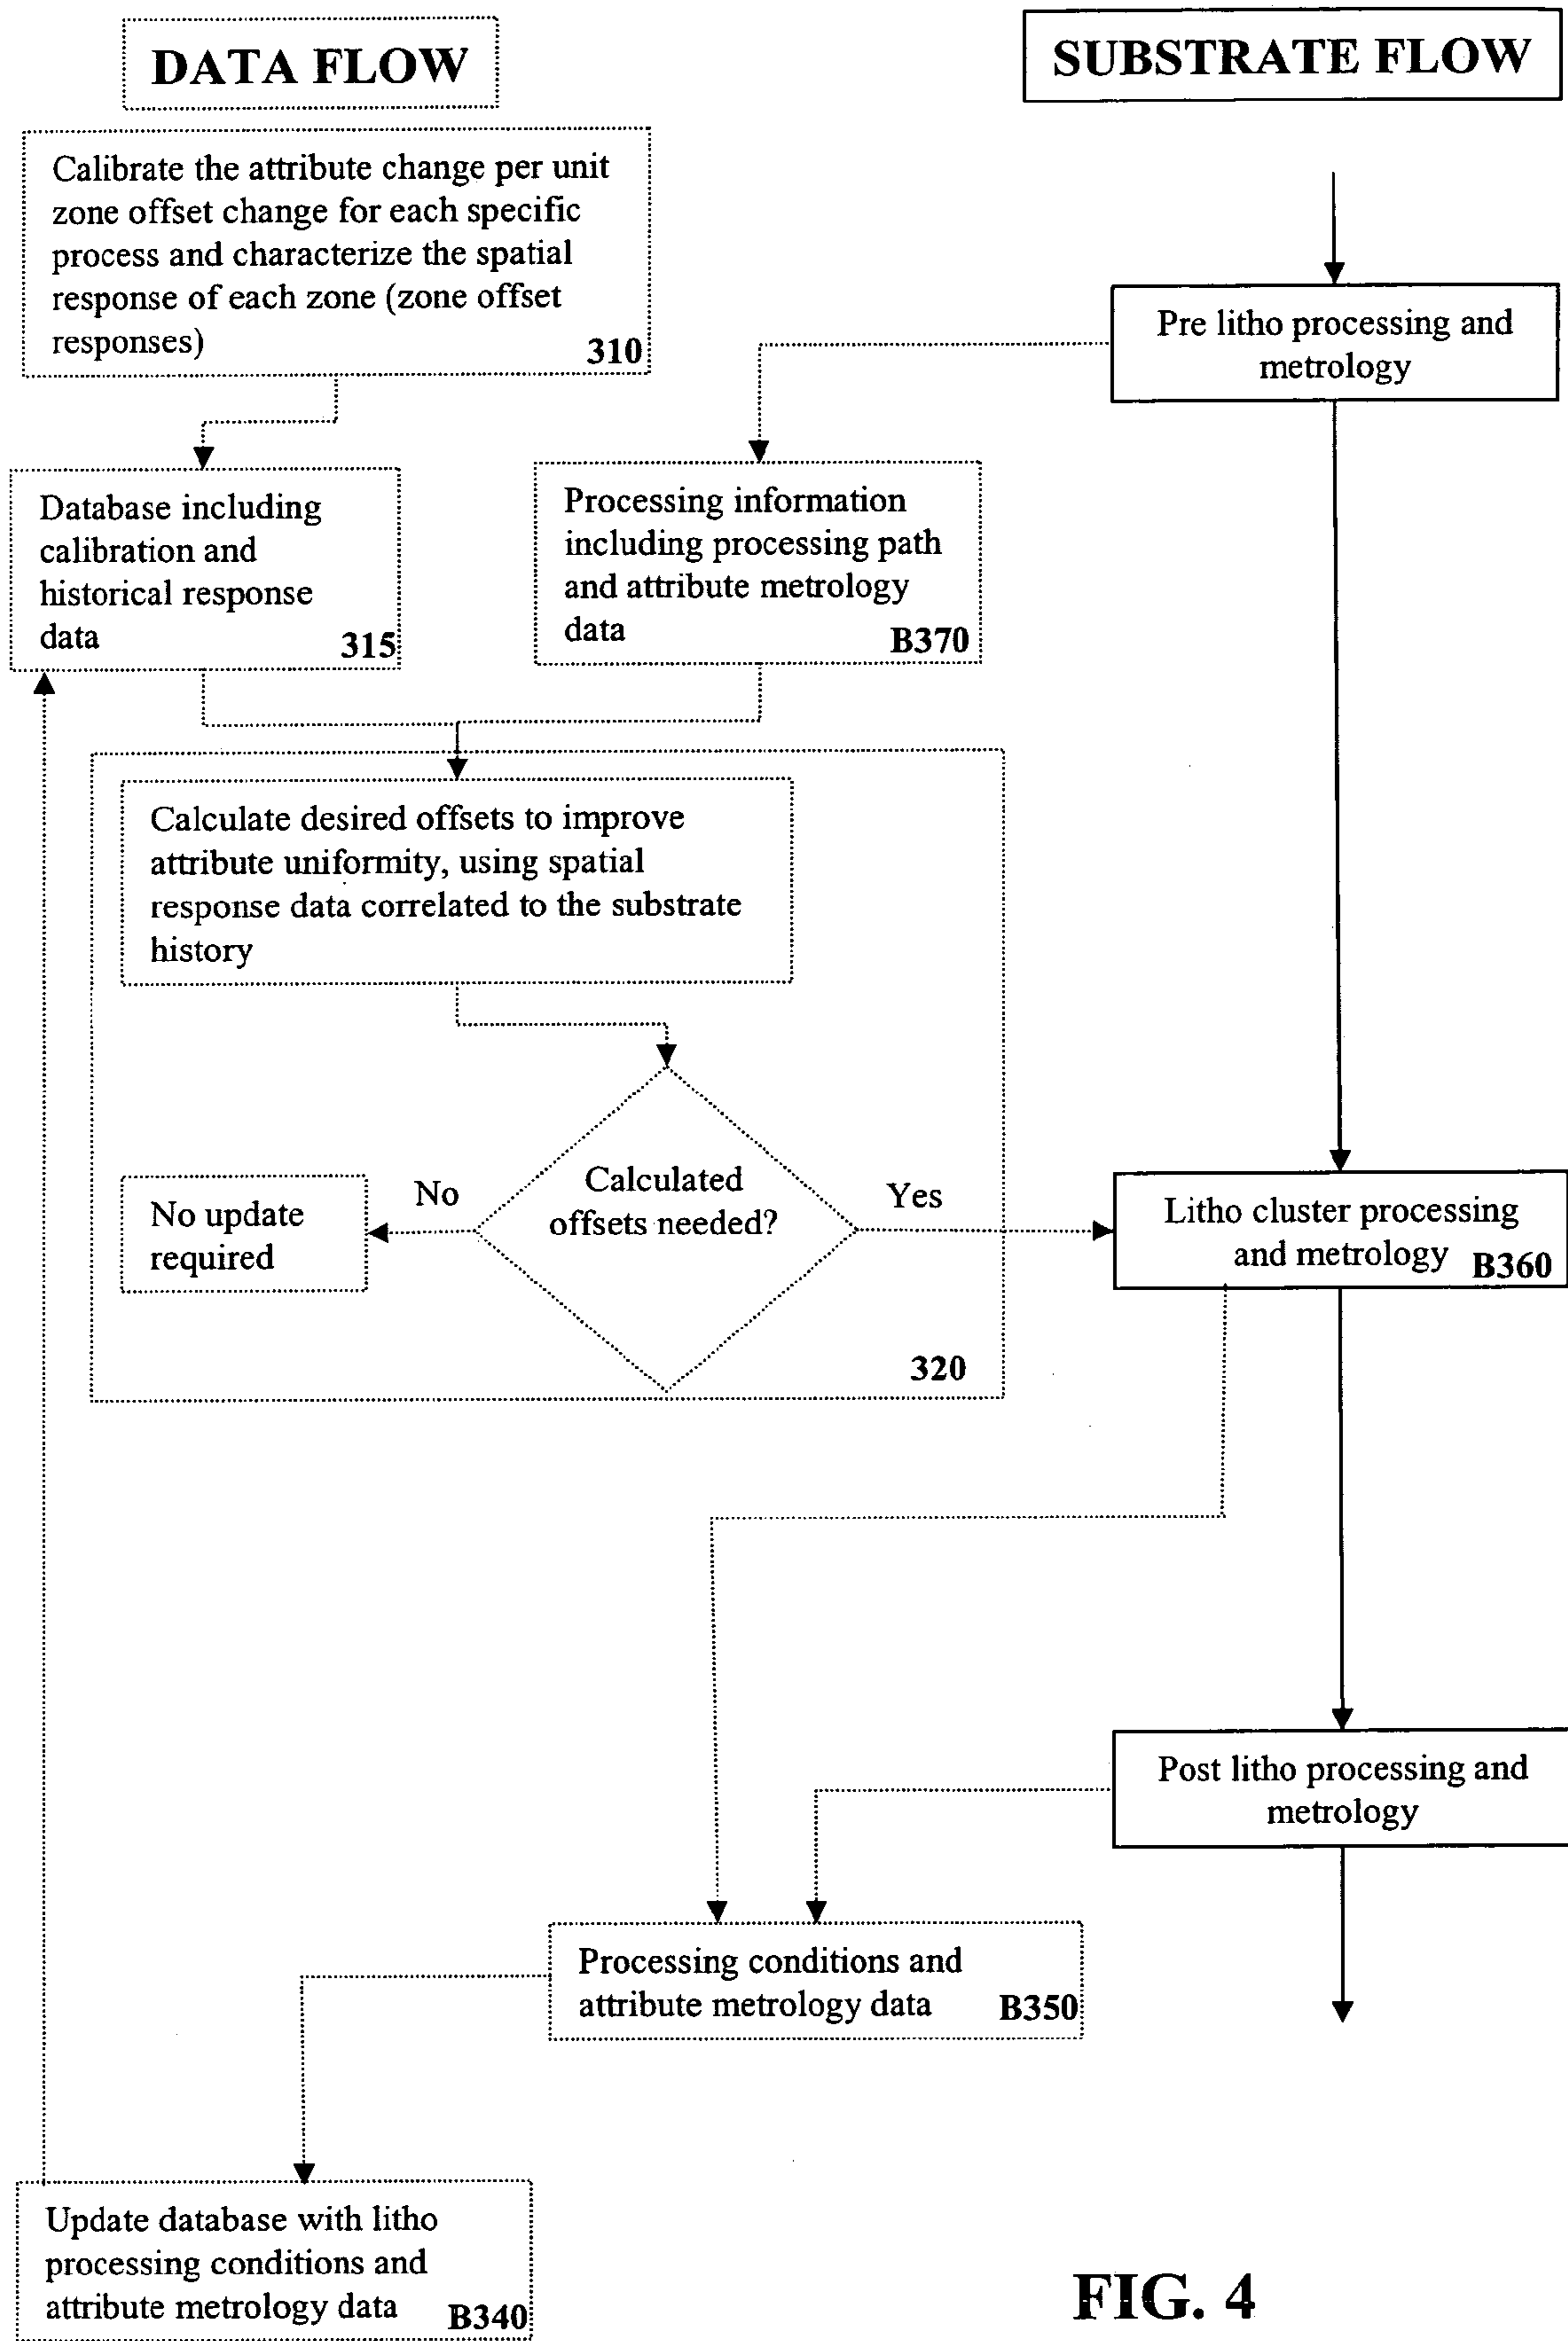 DATA FLOW
SUBSTRATE FLOW
Calibrate the attribute change per unit
zone offset change for each specific
process and characterize the spatial
response of each zone (zone offset
responses)
310
Pre litho processing and
metrology
Database including
calibration and
historical response
data
315
Processing information
including processing path
and attribute metrology
data
B370
Calculate desired offsets to improve
attribute uniformity, using spatial
response data correlated to the substrate
history
Calculated
offsets needed?
No
Yes
No update
required
320
Litho cluster processing
and metrology
B360
Post litho processing and
metrology
Processing conditions and
attribute metrology data
B350
Update database with litho
processing conditions and
attribute metrology data
B340
FIG. 4